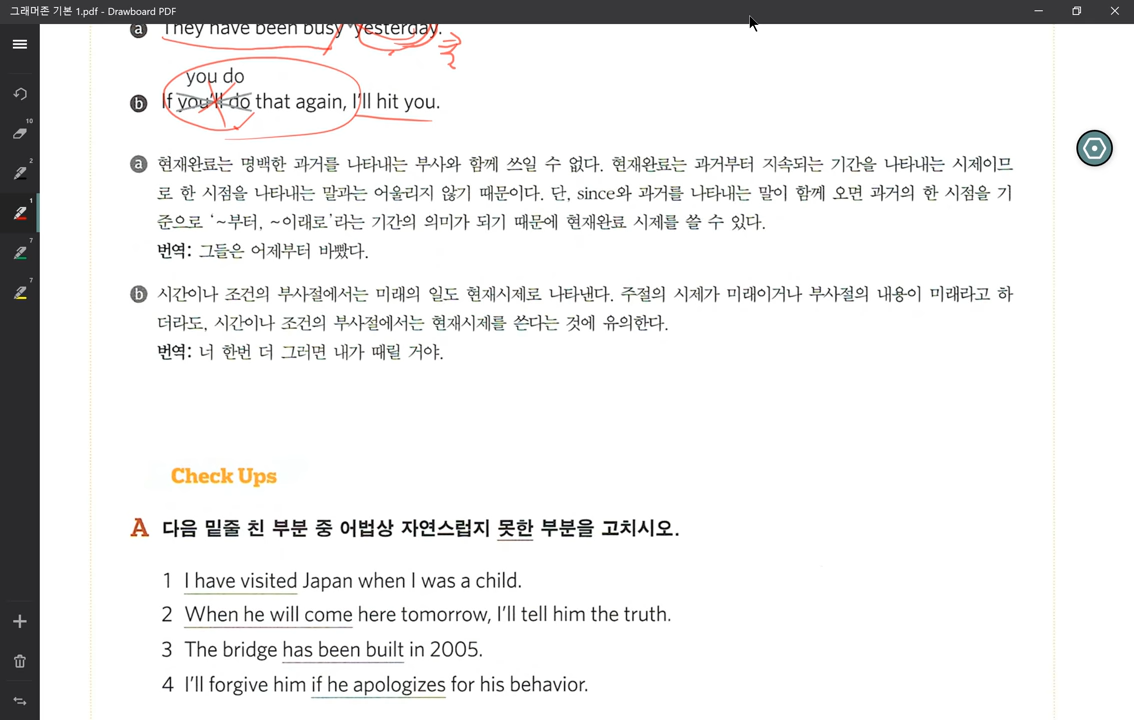 그래머존 기본 1.pdf - Drawboard PDF
a They have been busy yesterday.
you do
b If you'll do that again, I'll hit you.
a 현재완료는 명백한 과거를 나타내는 부사와 함께 쓰일 수 없다. 현재완료는 과거부터 지속되는 기간을 나타내는 시제이므
로 한 시점을 나타내는 말과는 어울리지 않기 때문이다. 단, since와 과거를 나타내는 말이 함께 오면 과거의 한 시점을 기
준으로 ‘~부터, ~이래로’라는 기간의 의미가 되기 때문에 현재완료 시제를 쓸 수 있다.
번역: 그들은 어제부터 바빴다.
b 시간이나 조건의 부사절에서는 미래의 일도 현재시제로 나타낸다. 주절의 시제가 미래이거나 부사절의 내용이 미래라고 하
더라도, 시간이나 조건의 부사절에서는 현재시제를 쓴다는 것에 유의한다.
번역: 너 한번 더 그러면 내가 때릴 거야.
Check Ups
A 다음 밑줄 친 부분 중 어법상 자연스럽지 못한 부분을 고치시오.
1 I have visited Japan when I was a child.
2 When he will come here tomorrow, I'll tell him the truth.
3 The bridge has been built in 2005.
4 I'll forgive him if he apologizes for his behavior.
10
2
1
7
7